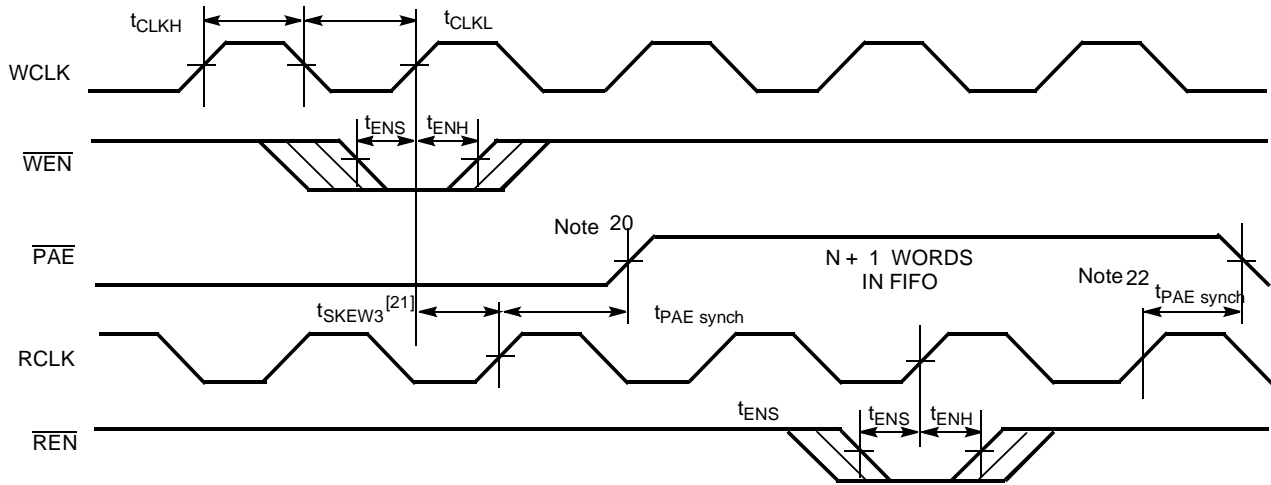 tCLKH tCLKL
WCLK
tENS tENH
WEN
Note 20
PAE
N + 1 WORDS
IN FIFO
Note 22
tSKEW3 [21]
tPAE synch
tPAE synch
RCLK
tENS tENS tENH
REN